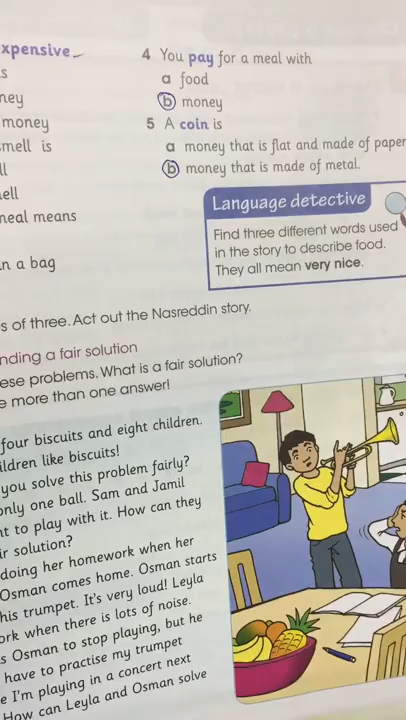 xpensive
s
ney
money
mell is
ll
ell
neal means
n a bag
4 You pay for a meal with
a food
b money
5 A coin is
a money that is flat and made of paper
b money that is made of metal.
Language detective
Find three different words used
in the story to describe food.
They all mean very nice.
s of three. Act out the Nasreddin story.
nding a fair solution
ese problems. What is a fair solution?
e more than one answer!
four biscuits and eight children.
ildren like biscuits!
you solve this problem fairly?
only one ball. Sam and Jamil
nt to play with it. How can they
ir solution?
doing her homework when her
Osman comes home. Osman starts
his trumpet. It's very loud! Leyla
ork when there is lots of noise.
s Osman to stop playing, but he
have to practise my trumpet
e I'm playing in a concert next
How can Leyla and Osman solve